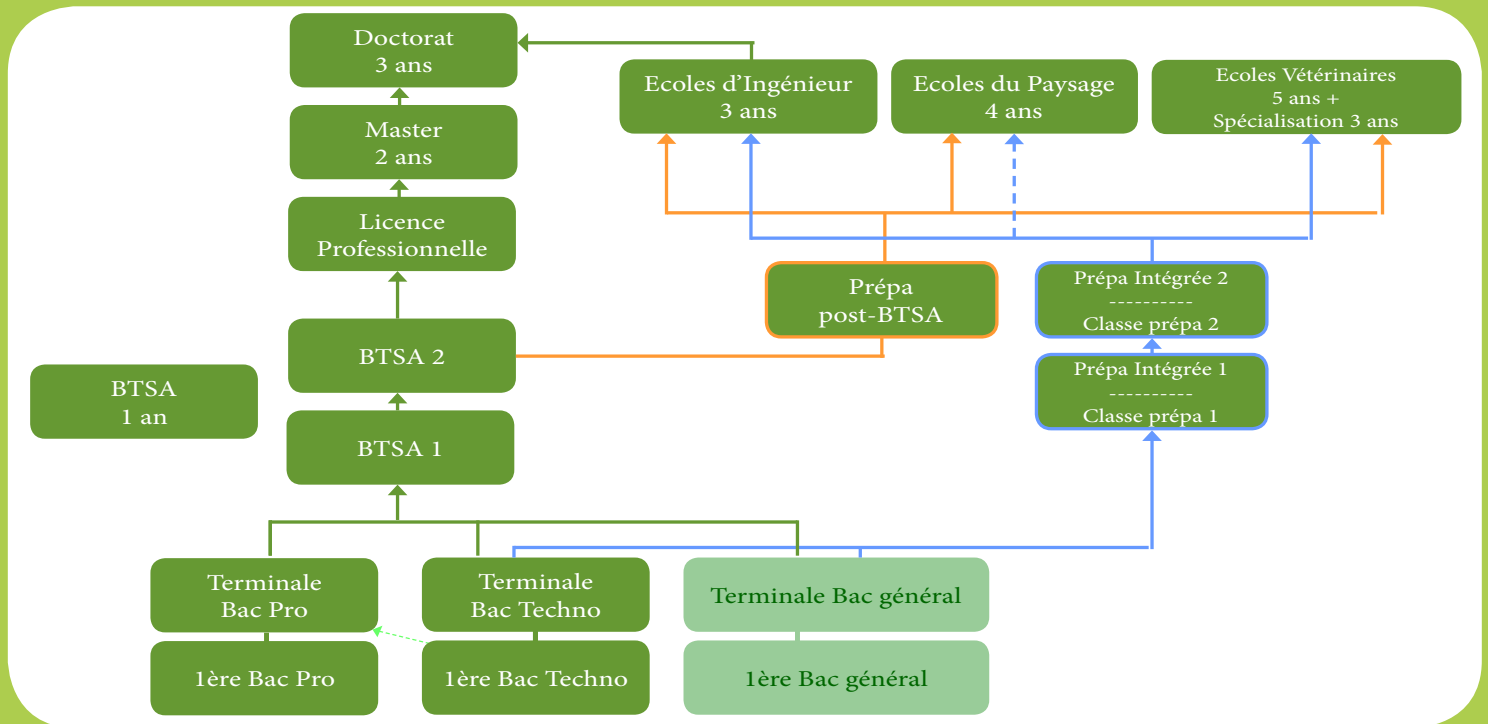 Doctorat
3 ans
Ecoles d'Ingénieur
3 ans
Ecoles du Paysage
4 ans
Ecoles Vétérinaires
5 ans +
Spécialisation 3 ans
Master
2 ans
Licence
Professionnelle
Prépa
post-BTSA
Prépa Intégrée 2
----------
Classe prépa 2
BTSA 2
BTSA
1 an
Prépa Intégrée 1
----------
Classe prépa 1
BTSA 1
Terminale
Bac Pro
Terminale
Bac Techno
Terminale Bac général
1ère Bac Pro
1ère Bac Techno
1ère Bac général